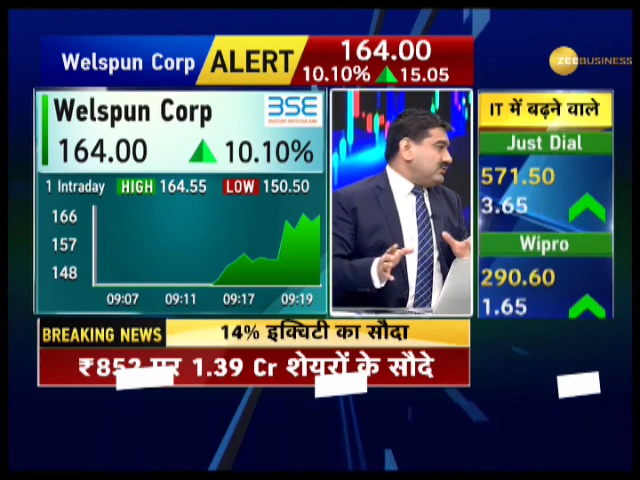 Welspun Corp ALERT 164.00
10.10% 15.05
ZEE BUSINESS
Welspun Corp BSE
164.00 10.10%
1 Intraday HIGH 164.55 LOW 150.50
166
157
148
09:07 09:11 09:17 09:19
IT में बढ़ने वाले
Just Dial
571.50
3.65
Wipro
290.60
1.65
BREAKING NEWS 14% इक्विटी का सौदा
₹852 पर 1.39 Cr शेयरों के सौदे